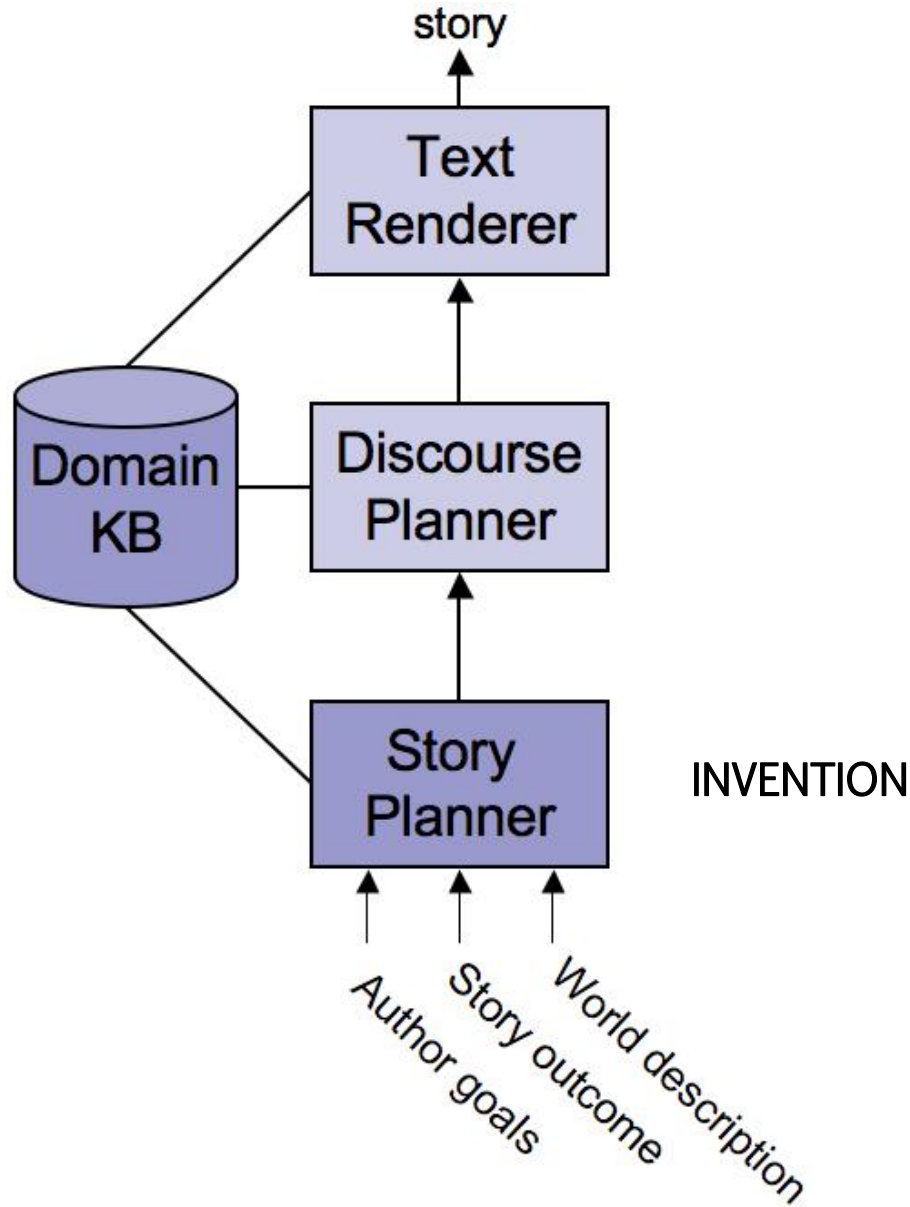 story
Text
Renderer
Domain
KB
Discourse
Planner
Story
Planner
INVENTION
Author goals
Story outcome
World description